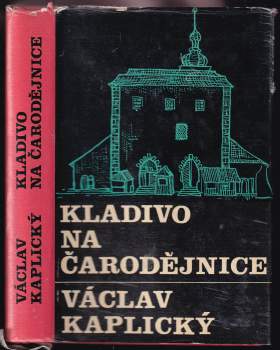 VÁCLAV
KAPLICKÝ
KLADIVO
NA ČARODĚJNICE
KLADIVO
NA
ČARODĚJNICE
VÁCLAV
KAPLICKÝ